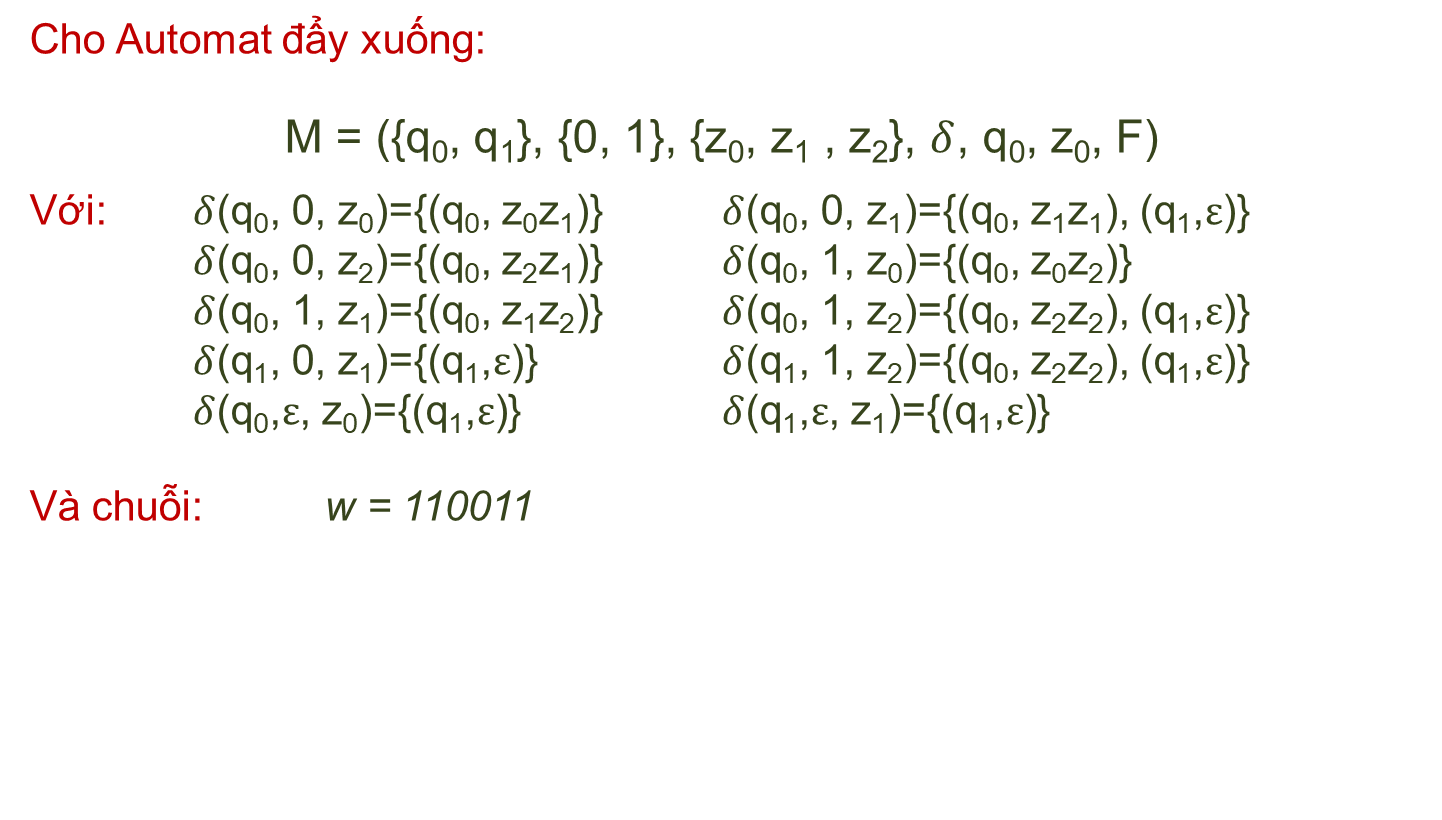 Cho Automat đẩy xuống:
M = ({q₀, q₁}, {0, 1}, {z₀, z₁ , z₂}, 𝛿, q₀, z₀, F)
Với: 𝛿(q₀, 0, z₀)={(q₀, z₀z₁)} 𝛿(q₀, 0, z₁)={(q₀, z₁z₁), (q₁,ε)}
𝛿(q₀, 0, z₂)={(q₀, z₂z₁)} 𝛿(q₀, 1, z₀)={(q₀, z₀z₂)}
𝛿(q₀, 1, z₁)={(q₀, z₁z₂)} 𝛿(q₀, 1, z₂)={(q₀, z₂z₂), (q₁,ε)}
𝛿(q₁, 0, z₁)={(q₁,ε)} 𝛿(q₁, 1, z₂)={(q₀, z₂z₂), (q₁,ε)}
𝛿(q₀,ε, z₀)={(q₁,ε)} 𝛿(q₁,ε, z₁)={(q₁,ε)}
Và chuỗi: w = 110011